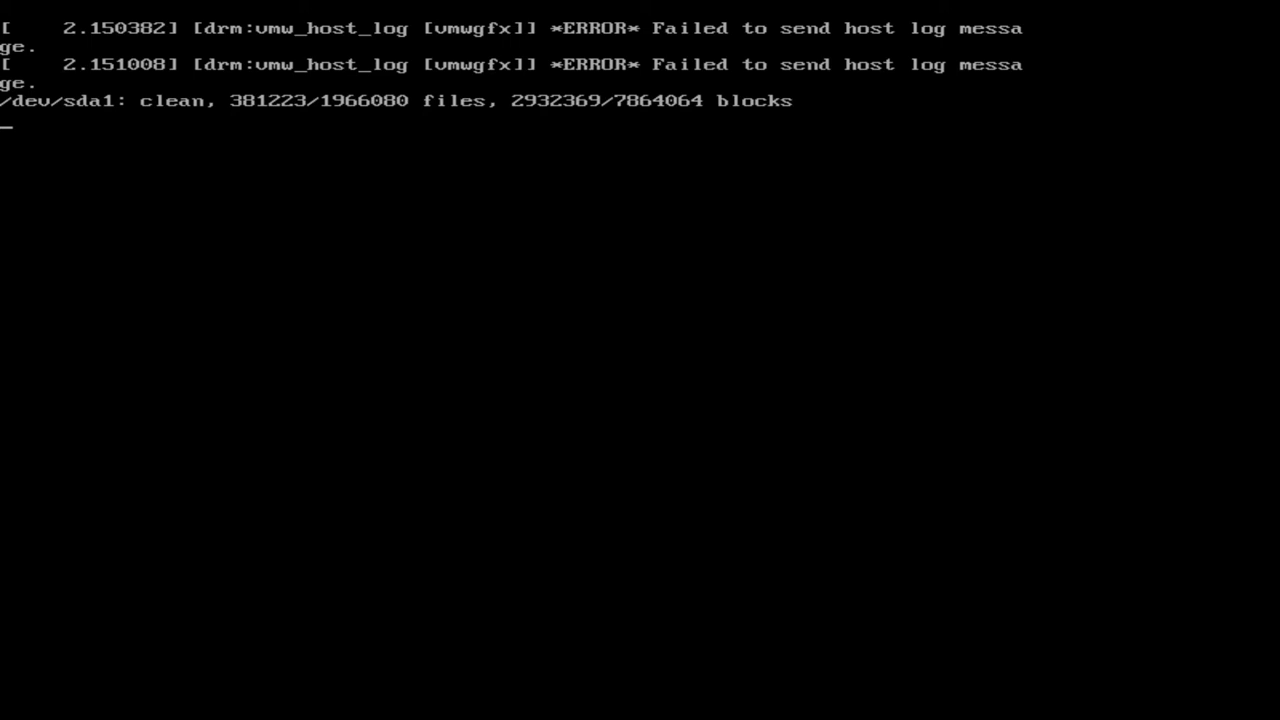 [    2.150382] [drm:vmw_host_log [vmwgfx]] *ERROR* Failed to send host log messa
ge.
[    2.151008] [drm:vmw_host_log [vmwgfx]] *ERROR* Failed to send host log messa
ge.
/dev/sda1: clean, 381223/1966080 files, 2932369/7864064 blocks
_